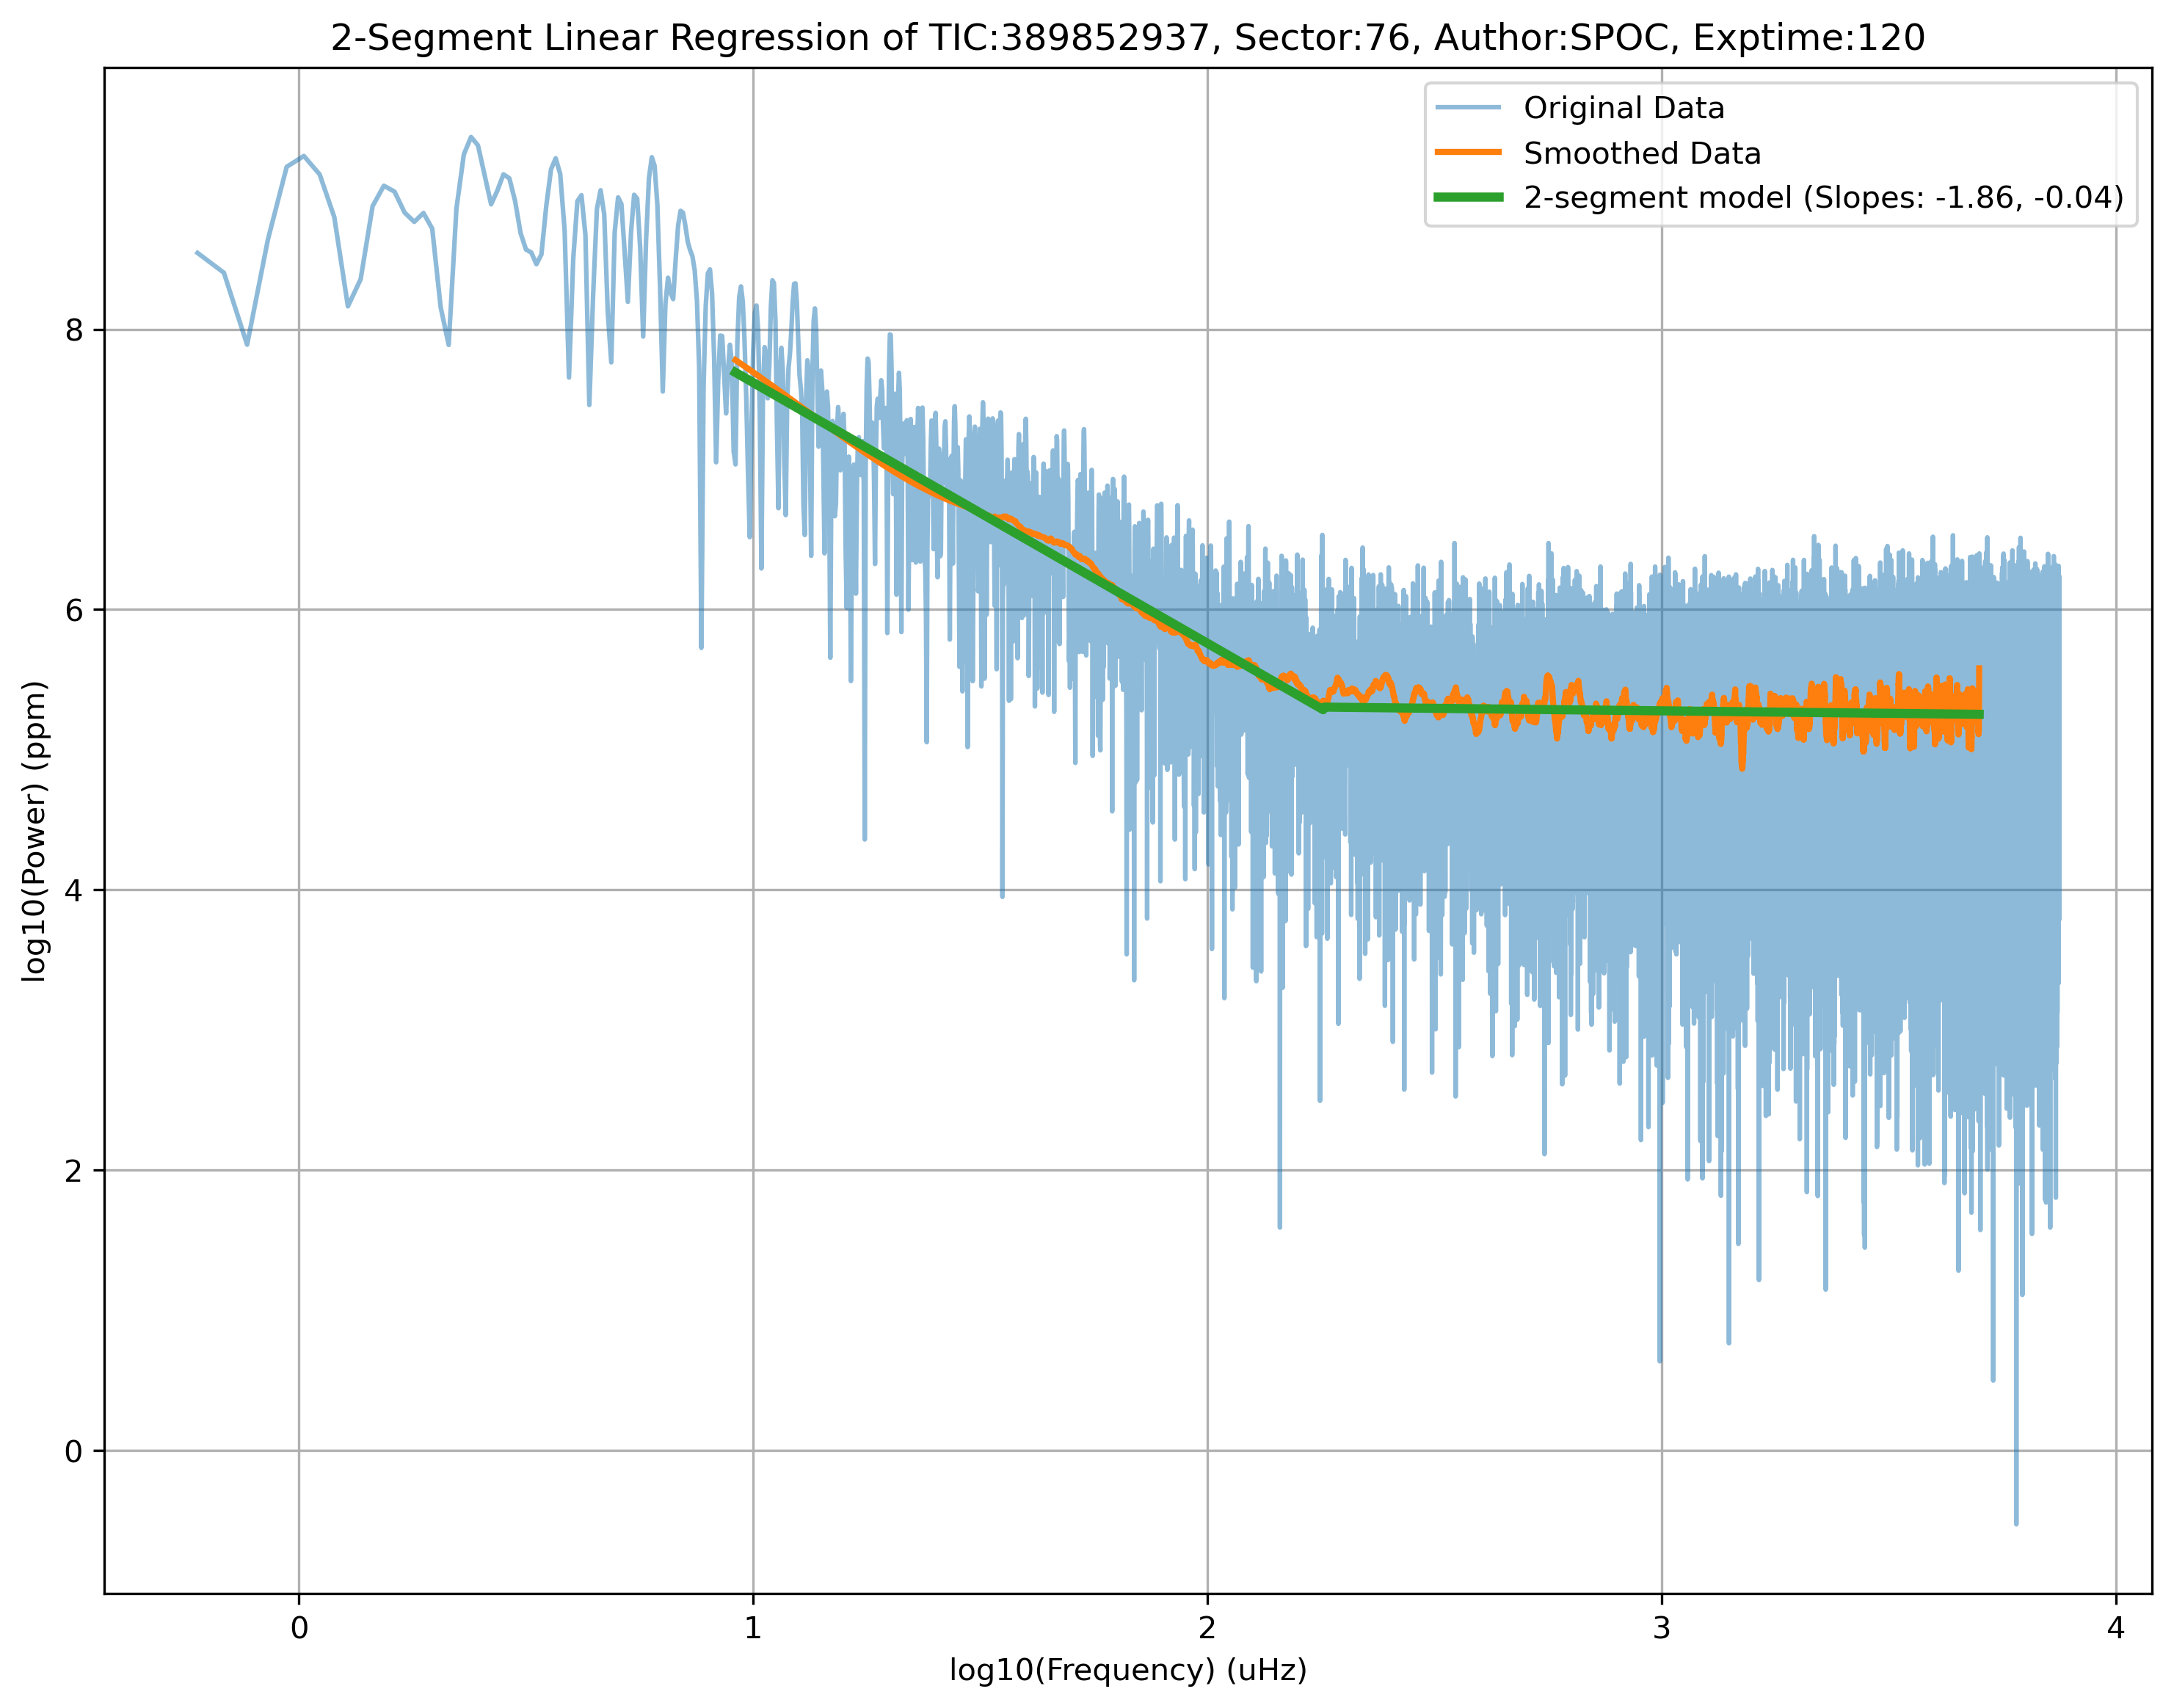 2-Segment Linear Regression of TIC:389852937, Sector:76, Author:SPOC, Exptime:120
Original Data
Smoothed Data
2-segment model (Slopes: -1.86, -0.04)
log10(Power) (ppm)
8
6
4
2
0
0 1 2 3 4
log10(Frequency) (uHz)